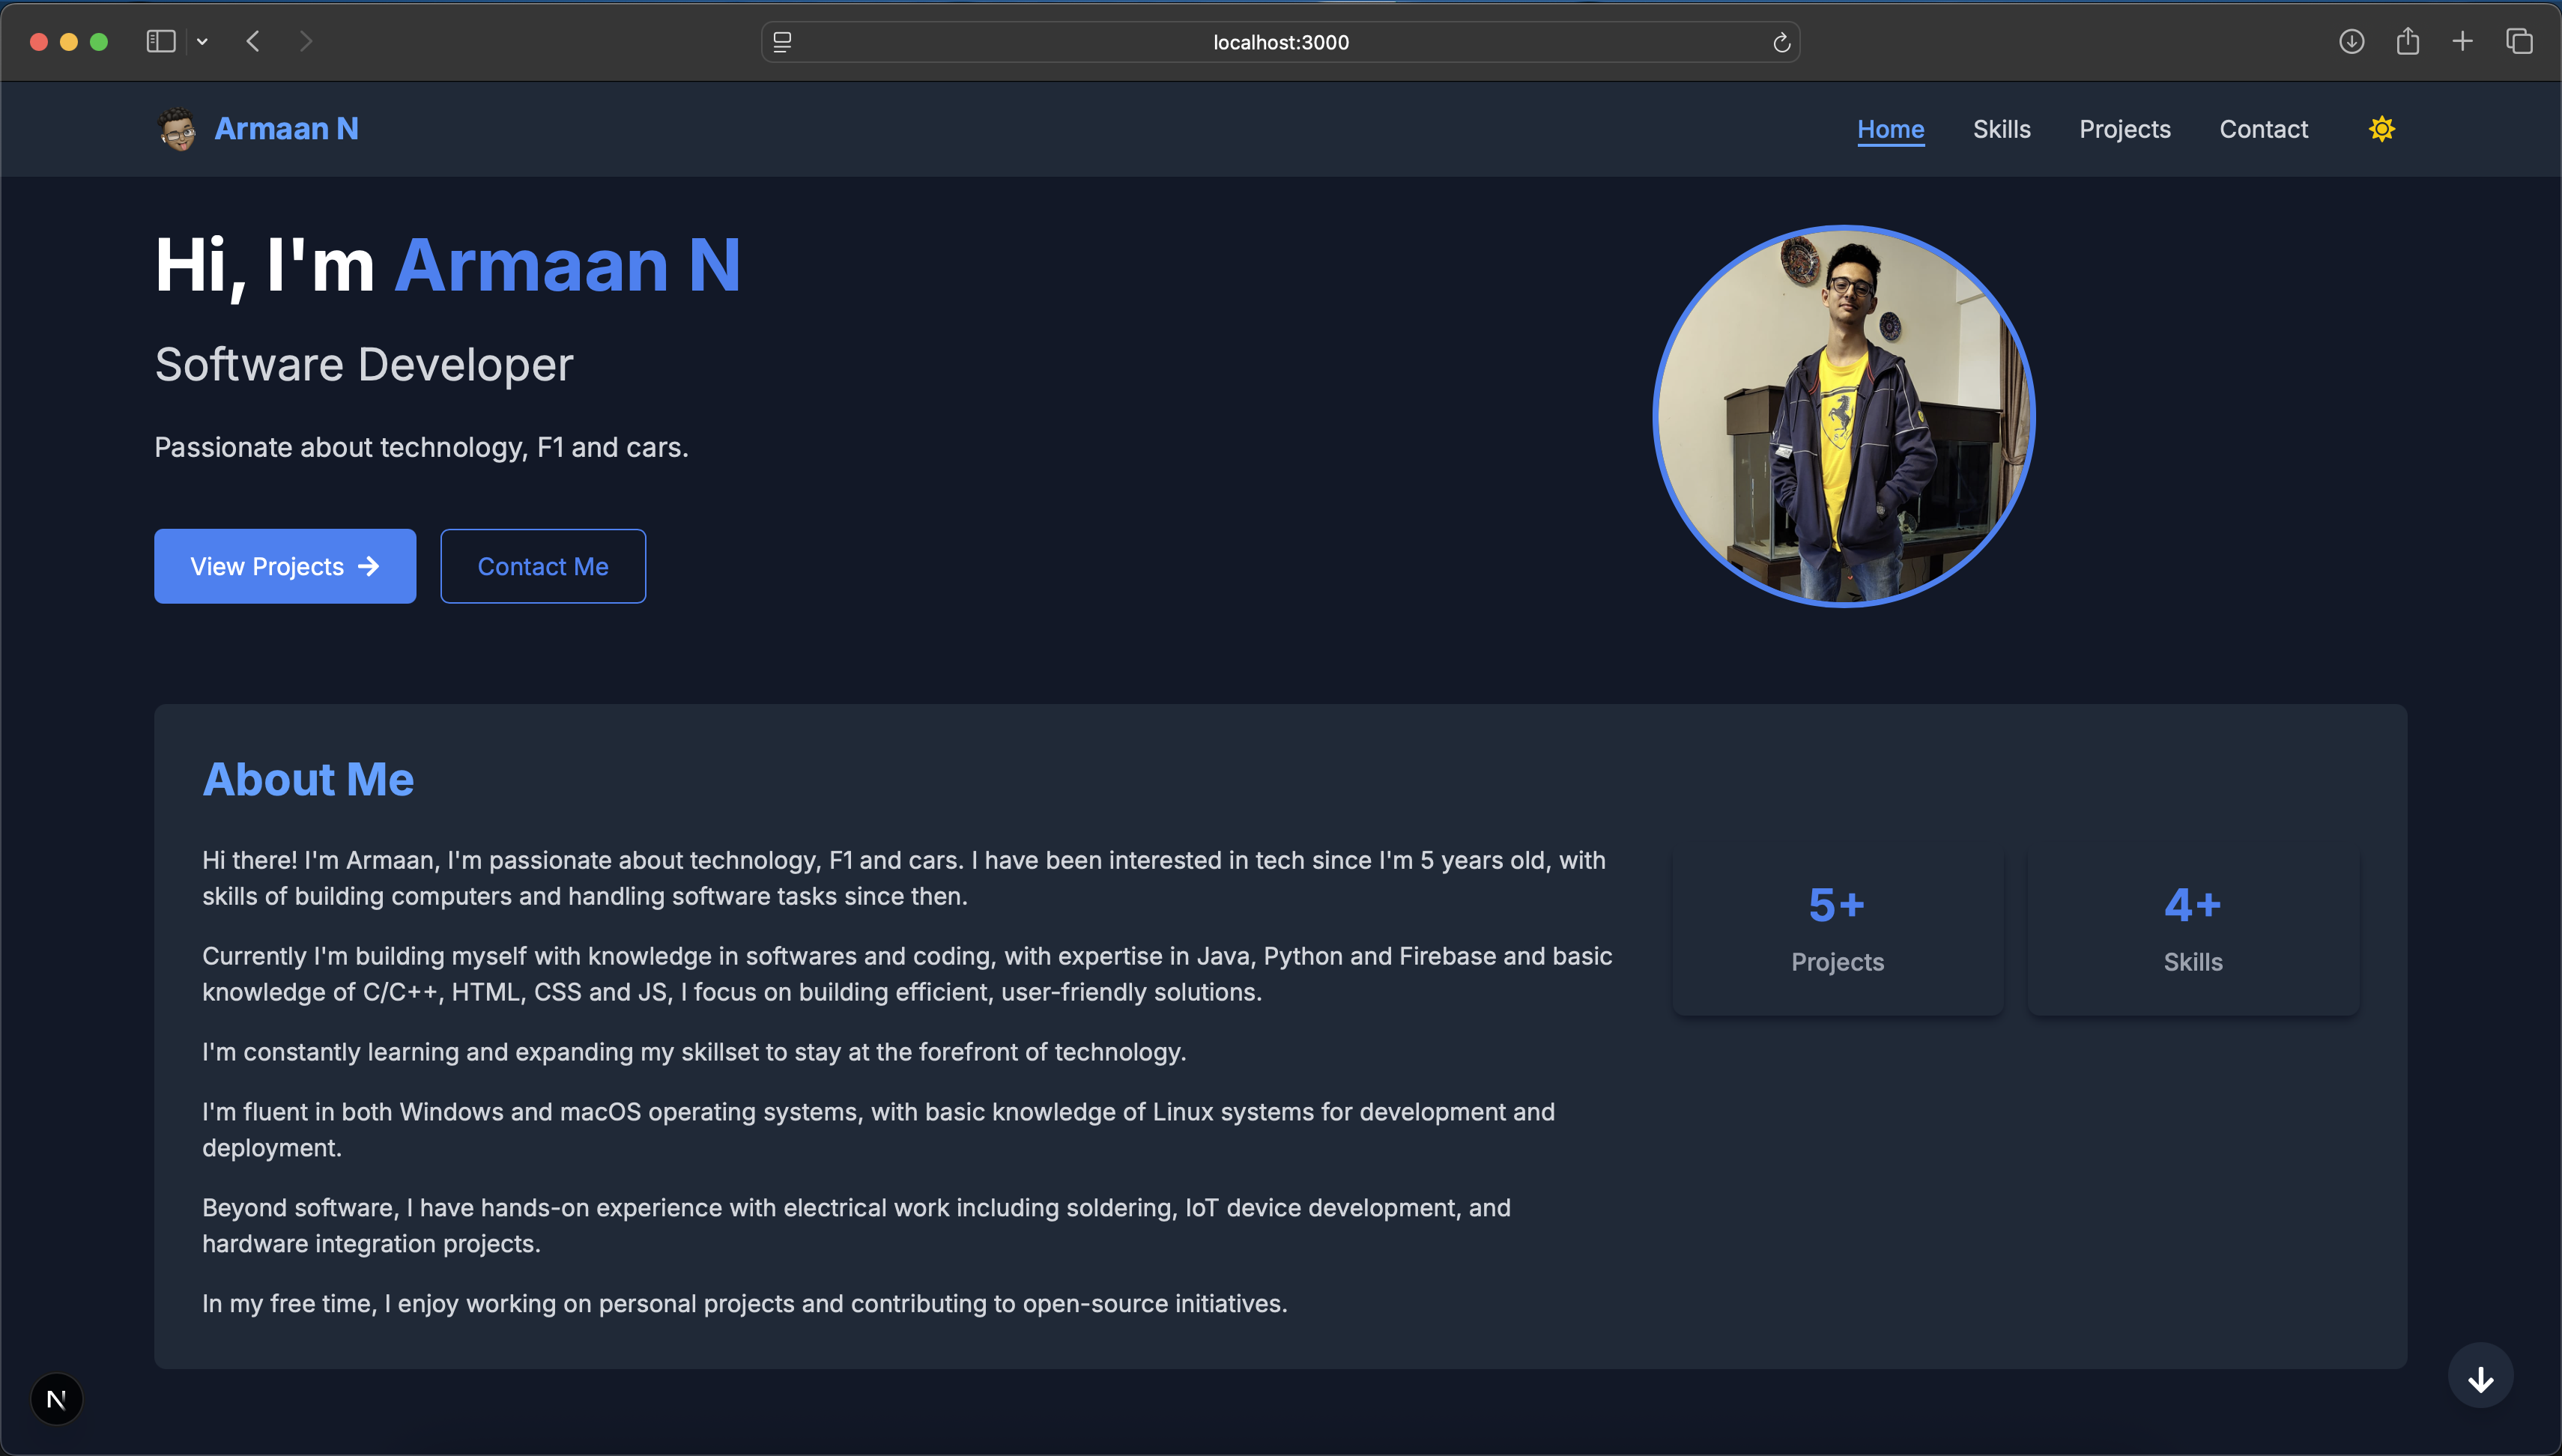 localhost:3000
Armaan N
Home
Skills
Projects
Contact
Hi, I'm Armaan N
Software Developer
Passionate about technology, F1 and cars.
View Projects →
Contact Me
About Me
Hi there! I'm Armaan, I'm passionate about technology, F1 and cars. I have been interested in tech since I'm 5 years old, with
skills of building computers and handling software tasks since then.
Currently I'm building myself with knowledge in softwares and coding, with expertise in Java, Python and Firebase and basic
knowledge of C/C++, HTML, CSS and JS, I focus on building efficient, user-friendly solutions.
I'm constantly learning and expanding my skillset to stay at the forefront of technology.
I'm fluent in both Windows and macOS operating systems, with basic knowledge of Linux systems for development and
deployment.
Beyond software, I have hands-on experience with electrical work including soldering, IoT device development, and
hardware integration projects.
In my free time, I enjoy working on personal projects and contributing to open-source initiatives.
5+
Projects
4+
Skills
N